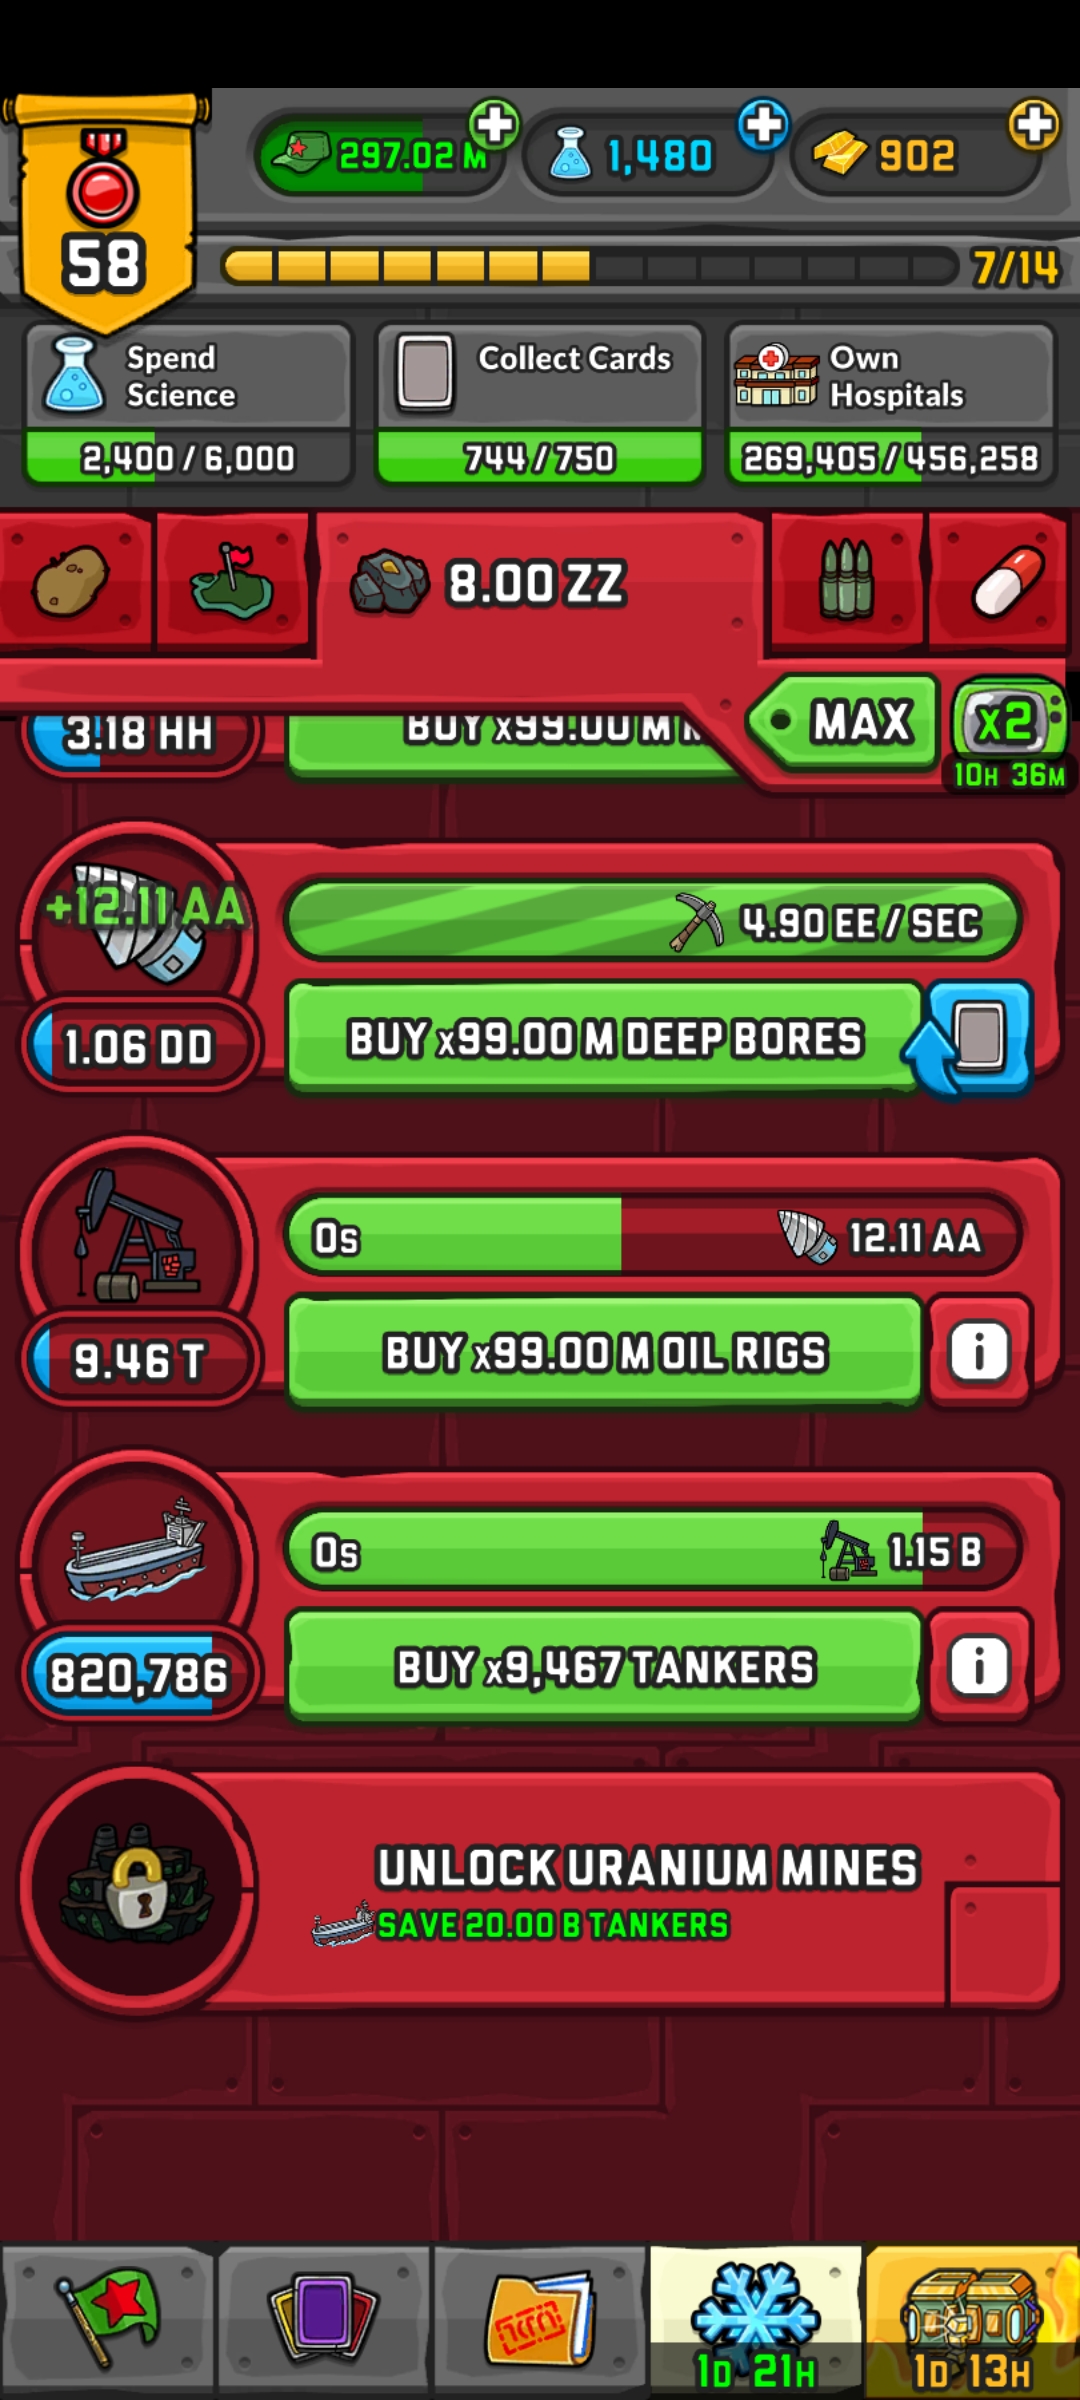 297.02 M
1,480
902
58
7/14
Spend
Science
2,400 / 6,000
Collect Cards
744 / 750
Own
Hospitals
269,405 / 456,258
8.00 ZZ
MAX
x2
10H 36M
3.18 HH
BUY x99.00 M
+12.11 AA
4.90 EE / SEC
1.06 DD
BUY x99.00 M DEEP BORES
0s
12.11 AA
9.46 T
BUY x99.00 M OIL RIGS
i
0s
1.15 B
820,786
BUY x9,467 TANKERS
i
UNLOCK URANIUM MINES
SAVE 20.00 B TANKERS
1D 21H
1D 13H